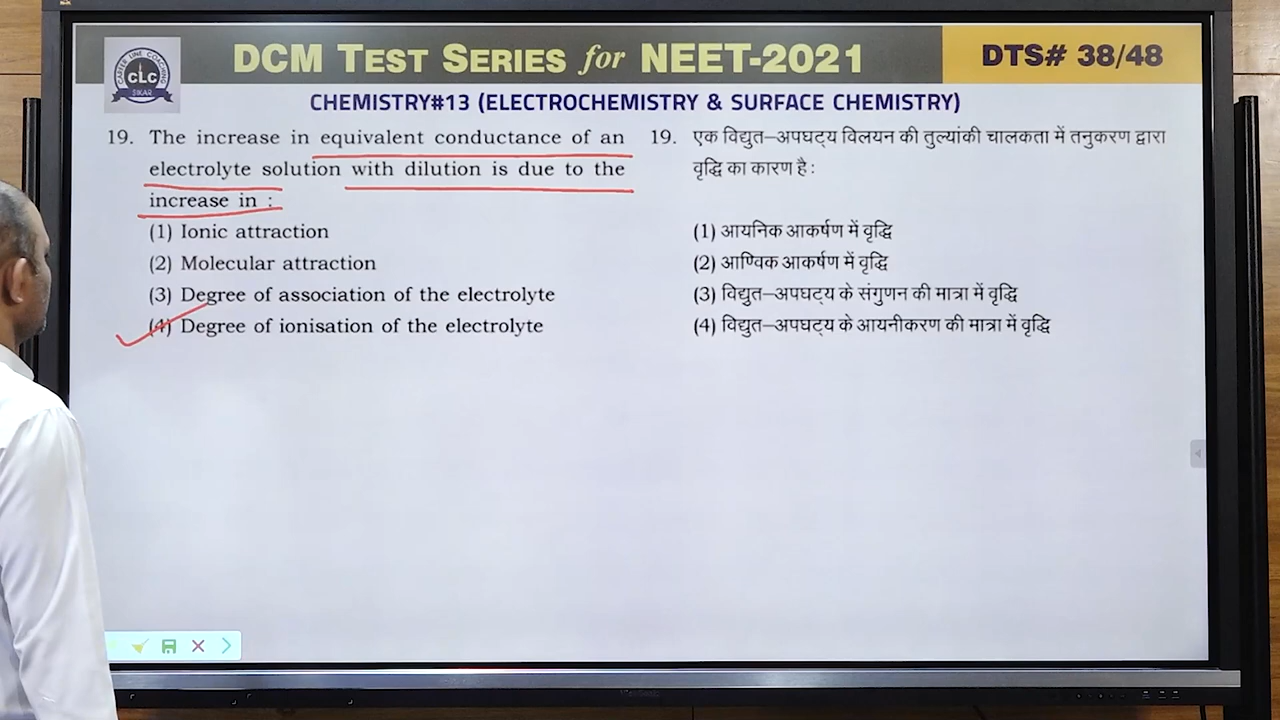 DCM TEST SERIES for NEET-2021
DTS# 38/48
CAREER LINE COACHING
CLC
SIKAR
CHEMISTRY#13 (ELECTROCHEMISTRY & SURFACE CHEMISTRY)
19. The increase in equivalent conductance of an
electrolyte solution with dilution is due to the
increase in :
(1) Ionic attraction
(2) Molecular attraction
(3) Degree of association of the electrolyte
(4) Degree of ionisation of the electrolyte
19. एक विद्युत–अपघट्य विलयन की तुल्यांकी चालकता में तनुकरण द्वारा
वृद्धि का कारण है :
(1) आयनिक आकर्षण में वृद्धि
(2) आण्विक आकर्षण में वृद्धि
(3) विद्युत–अपघट्य के संगुणन की मात्रा में वृद्धि
(4) विद्युत–अपघट्य के आयनीकरण की मात्रा में वृद्धि